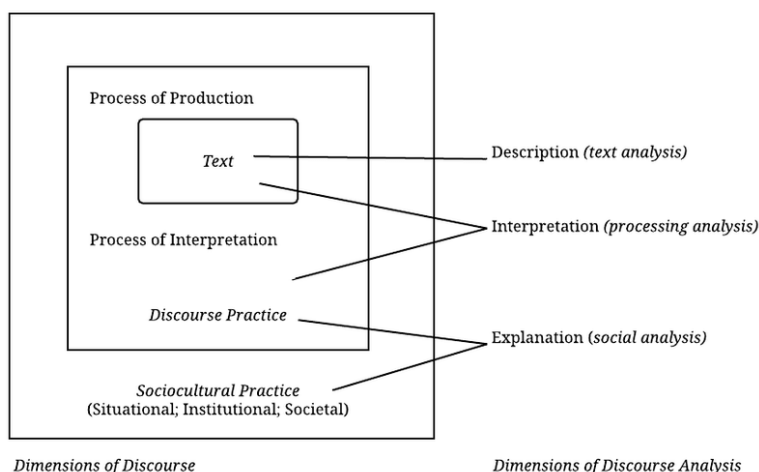 Process of Production
Text
Description (text analysis)
Interpretation (processing analysis)
Process of Interpretation
Discourse Practice
Explanation (social analysis)
Sociocultural Practice
(Situational; Institutional; Societal)
Dimensions of Discourse
Dimensions of Discourse Analysis